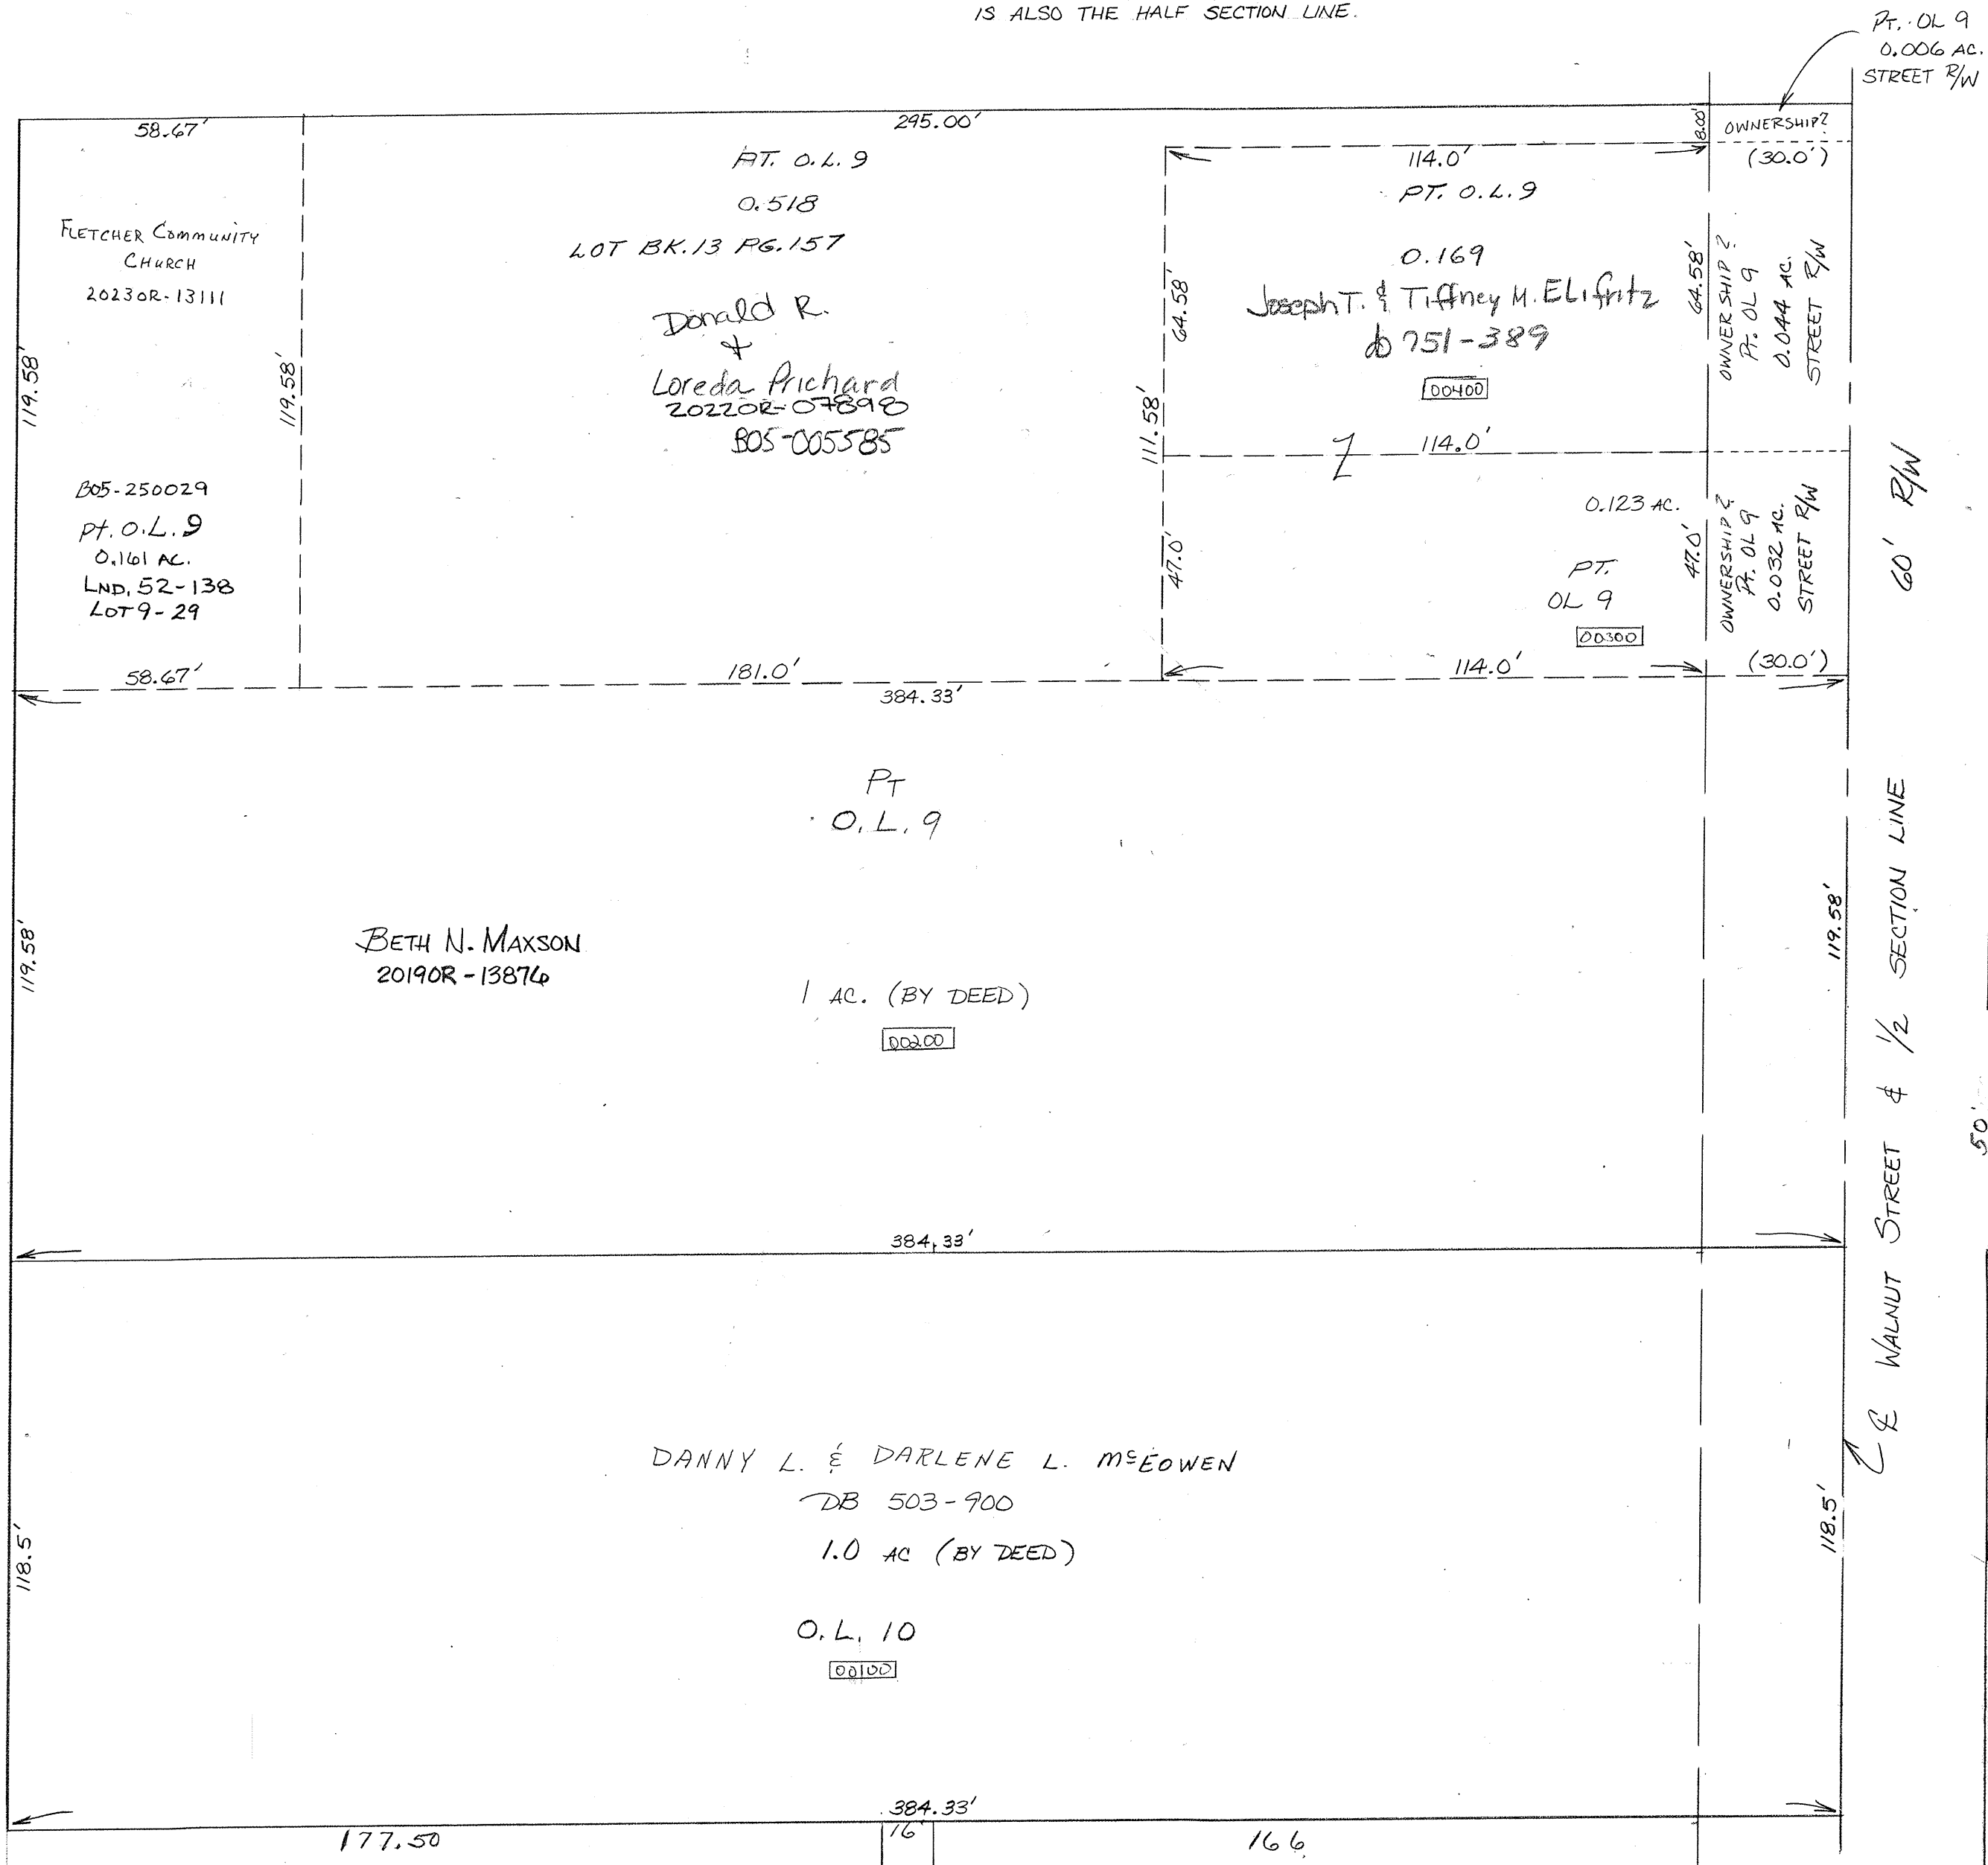 IS ALSO THE HALF SECTION LINE.
PT. OL 9
0.006 AC.
STREET R/W
58.67'
295.00'
8.00'
OWNERSHIP?
(30.0')
PT. O.L. 9
0.518
LOT BK.13 PG.157
Donald R.
&
Loreda Prichard
2022OR-07898
B05-005585
FLETCHER COMMUNITY
CHURCH
2023OR-13111
119.58'
119.58'
B05-250029
Pt. O.L. 9
0.161 AC.
LND. 52-138
LOT 9-29
58.67'
181.0'
114.0'
PT. O.L. 9
0.169
Joseph T. & Tiffney M. Elifritz
db 751-389
00400
64.58'
64.58'
111.58'
114.0'
OWNERSHIP?
PT. OL 9
0.044 AC.
STREET R/W
47.0'
0.123 AC.
PT.
OL 9
00300
47.0'
114.0'
OWNERSHIP?
PT. OL 9
0.032 AC.
STREET R/W
(30.0')
60' R/W
384.33'
PT
O.L. 9
119.58'
BETH N. MAXSON
2019OR-13876
1 AC. (BY DEED)
00200
119.58'
384.33'
℄ WALNUT STREET & 1/2 SECTION LINE
50'
DANNY L. & DARLENE L. McEOWEN
DB 503-900
1.0 AC (BY DEED)
O.L. 10
00100
118.5'
118.5'
384.33'
177.50
16'
166